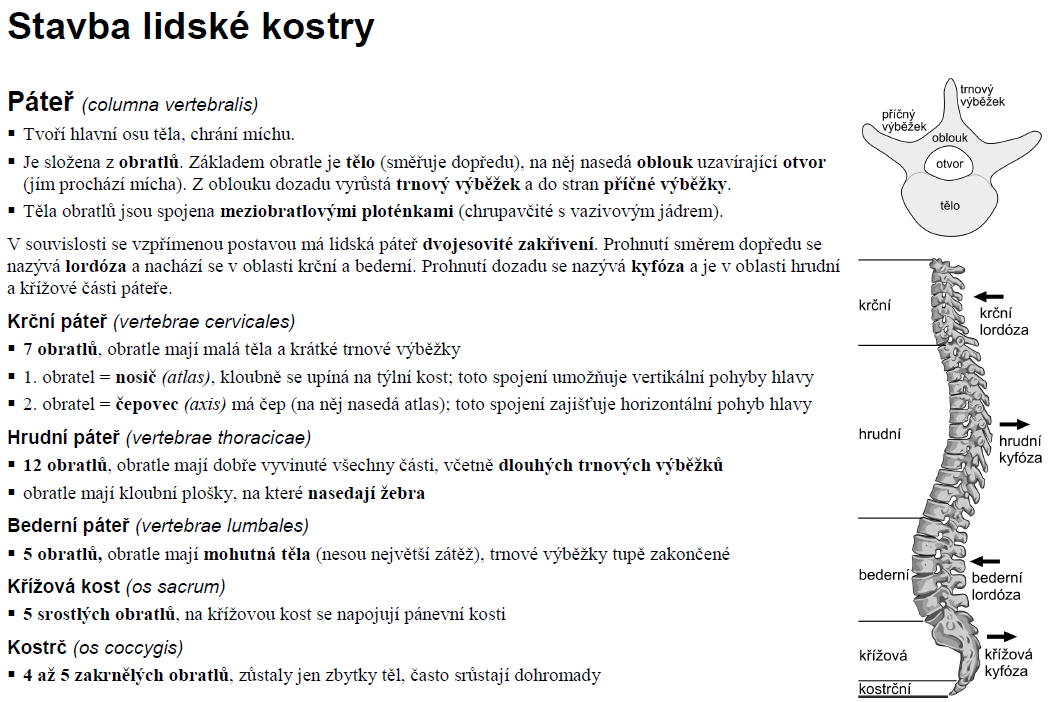 Stavba lidské kostry
Páteř (columna vertebralis)
▪ Tvoří hlavní osu těla, chrání míchu.
▪ Je složena z obratlů. Základem obratle je tělo (směřuje dopředu), na něj nasedá oblouk uzavírající otvor
(jím prochází mícha). Z oblouku dozadu vyrůstá trnový výběžek a do stran příčné výběžky.
▪ Těla obratlů jsou spojena meziobratlovými ploténkami (chrupavčité s vazivovým jádrem).
V souvislosti se vzpřímenou postavou má lidská páteř dvojesovité zakřivení. Prohnutí směrem dopředu se
nazývá lordóza a nachází se v oblasti krční a bederní. Prohnutí dozadu se nazývá kyfóza a je v oblasti hrudní
a křížové části páteře.
Krční páteř (vertebrae cervicales)
▪ 7 obratlů, obratle mají malá těla a krátké trnové výběžky
▪ 1. obratel = nosič (atlas), kloubně se upíná na týlní kost; toto spojení umožňuje vertikální pohyby hlavy
▪ 2. obratel = čepovec (axis) má čep (na něj nasedá atlas); toto spojení zajišťuje horizontální pohyb hlavy
Hrudní páteř (vertebrae thoracicae)
▪ 12 obratlů, obratle mají dobře vyvinuté všechny části, včetně dlouhých trnových výběžků
▪ obratle mají kloubní plošky, na které nasedají žebra
Bederní páteř (vertebrae lumbales)
▪ 5 obratlů, obratle mají mohutná těla (nesou největší zátěž), trnové výběžky tupě zakončené
Křížová kost (os sacrum)
▪ 5 srostlých obratlů, na křížovou kost se napojují pánevní kosti
Kostrč (os coccygis)
▪ 4 až 5 zakrnělých obratlů, zůstaly jen zbytky těl, často srůstají dohromady
trnový
výběžek
příčný
výběžek
oblouk
otvor
tělo
krční
krční
lordóza
hrudní
hrudní
kyfóza
bederní
bederní
lordóza
křížová
křížová
kyfóza
kostrční